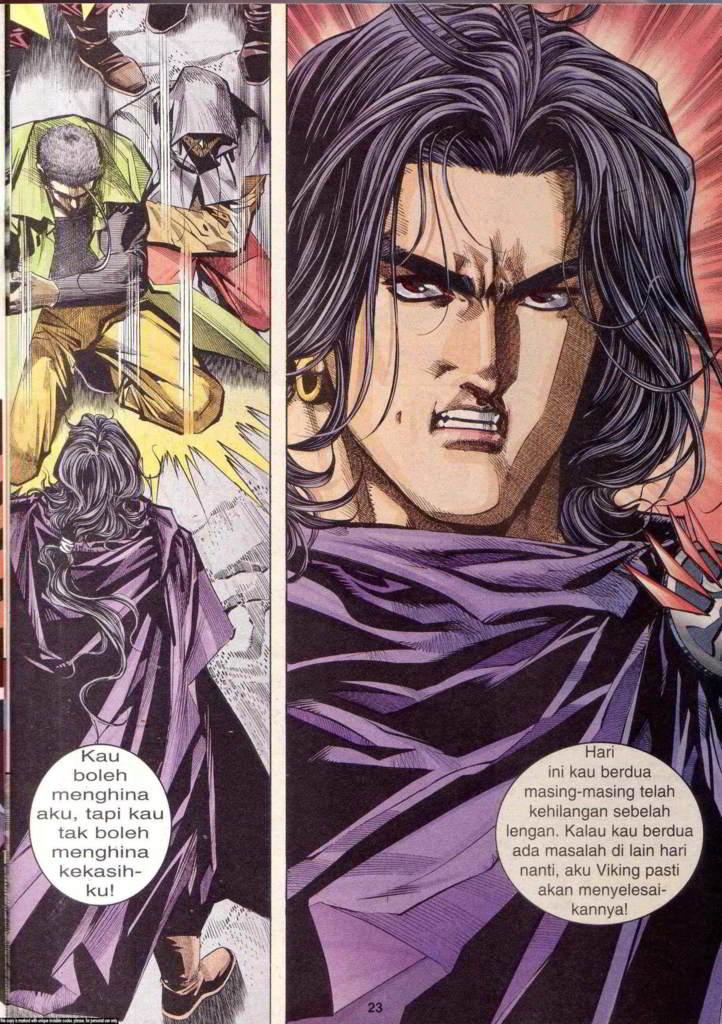 Kau
boleh
menghina
aku, tapi kau
tak boleh
menghina
kekasih-
ku!
Hari
ini kau berdua
masing-masing telah
kehilangan sebelah
lengan. Kalau kau berdua
ada masalah di lain hari
nanti, aku Viking pasti
akan menyelesai-
kannya!
23